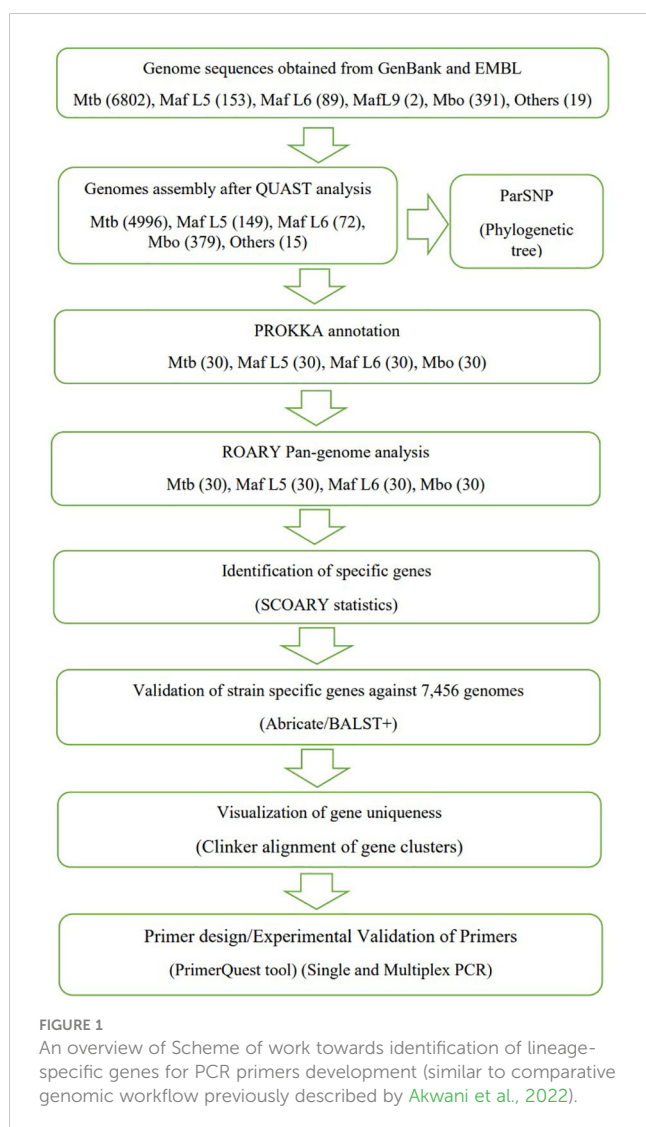 Genome sequences obtained from GenBank and EMBL
Mtb (6802), Maf L5 (153), Maf L6 (89), MafL9 (2), Mbo (391), Others (19)
Genomes assembly after QUAST analysis
Mtb (4996), Maf L5 (149), Maf L6 (72),
Mbo (379), Others (15)
ParSNP
(Phylogenetic
tree)
PROKKA annotation
Mtb (30), Maf L5 (30), Maf L6 (30), Mbo (30)
ROARY Pan-genome analysis
Mtb (30), Maf L5 (30), Maf L6 (30), Mbo (30)
Identification of specific genes
(SCOARY statistics)
Validation of strain specific genes against 7,456 genomes
(Abricate/BALST+)
Visualization of gene uniqueness
(Clinker alignment of gene clusters)
Primer design/Experimental Validation of Primers
(PrimerQuest tool) (Single and Multiplex PCR)
FIGURE 1
An overview of Scheme of work towards identification of lineage-
specific genes for PCR primers development (similar to comparative
genomic workflow previously described by Akwani et al., 2022).